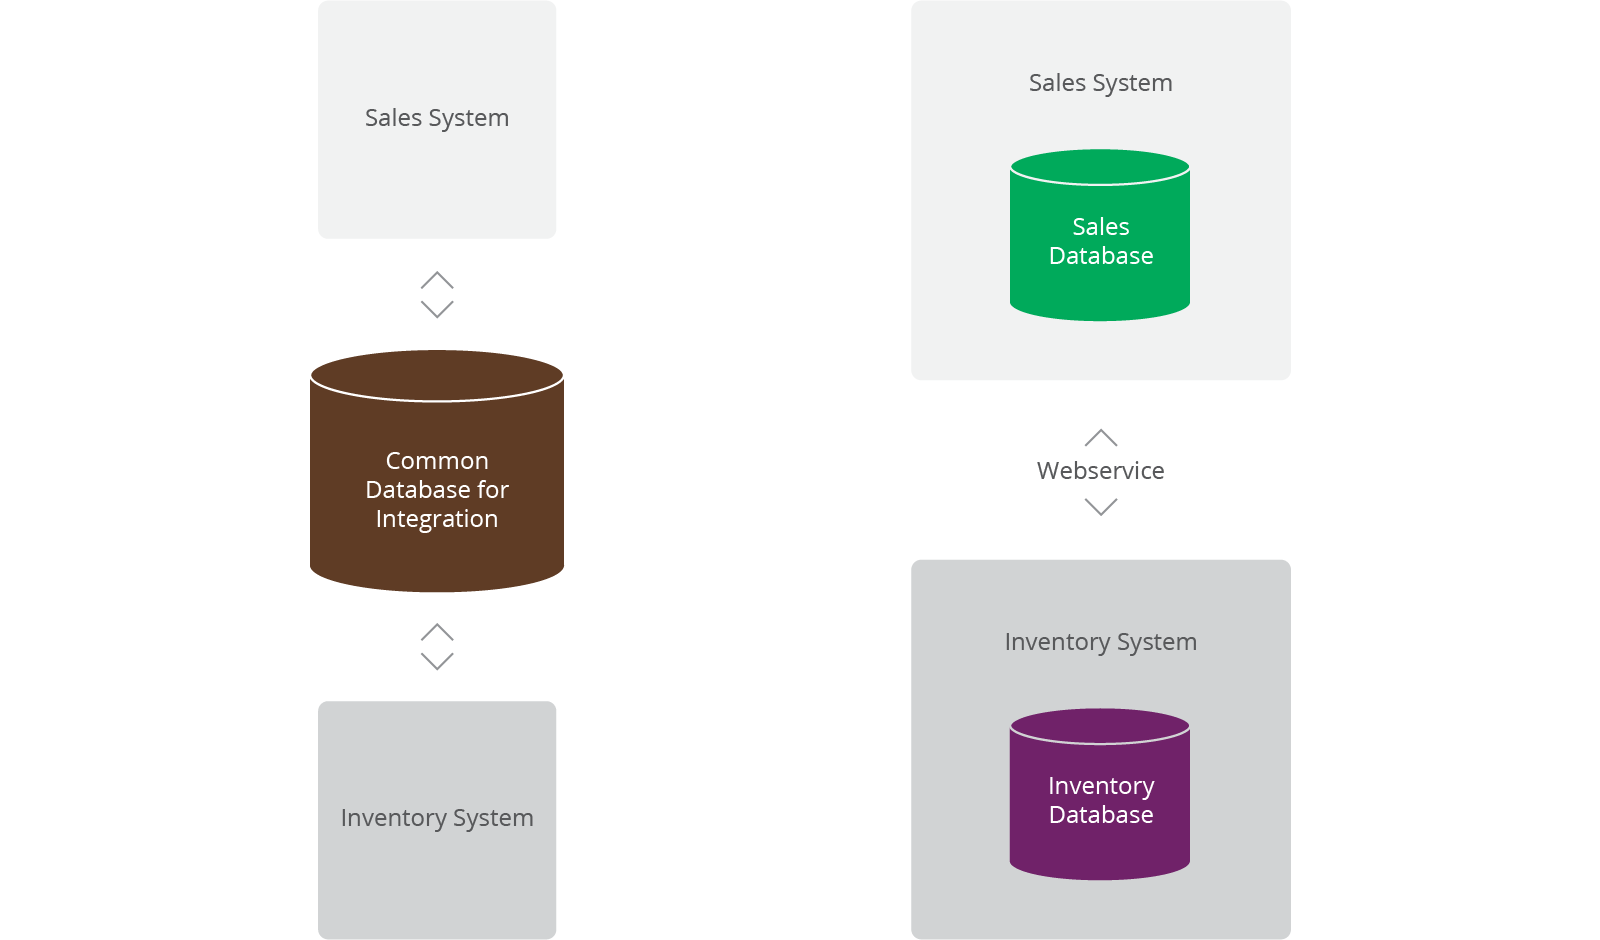 Sales System
Common
Database for
Integration
Inventory System
Sales System
Sales
Database
Webservice
Inventory System
Inventory
Database